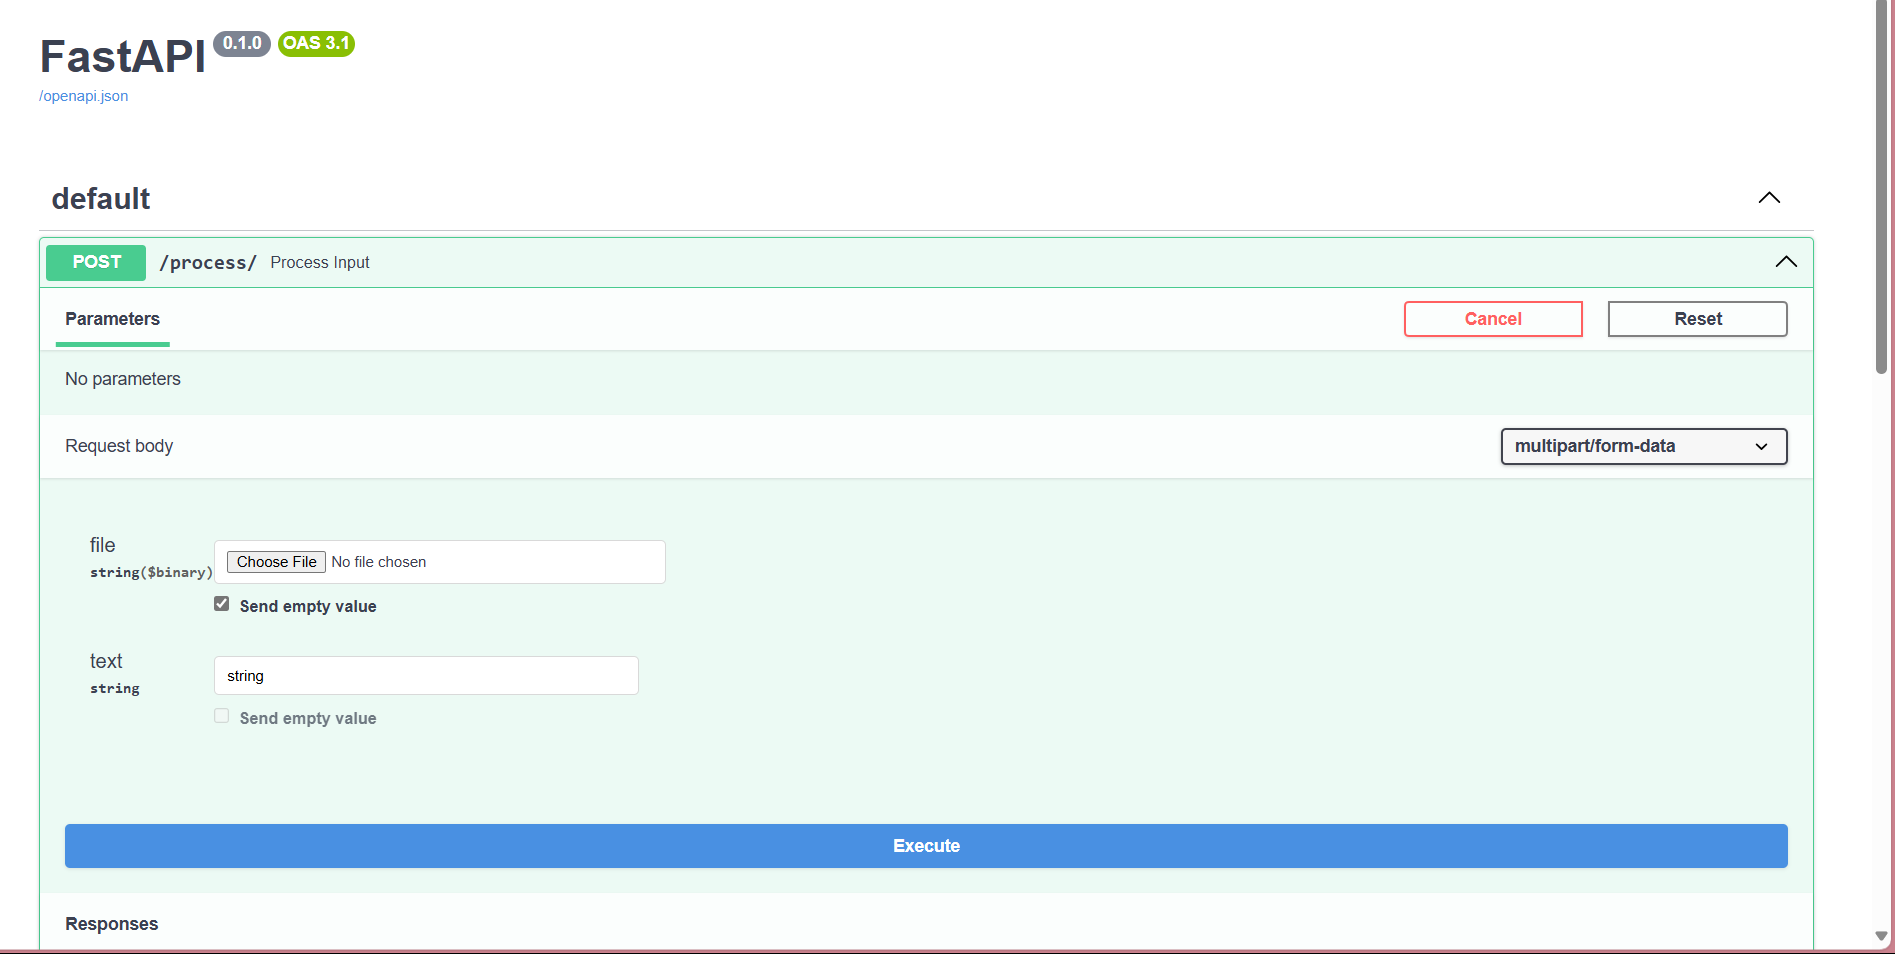 FastAPI 0.1.0 OAS 3.1
/openapi.json
default
POST /process/ Process Input
Parameters
Cancel
Reset
No parameters
Request body
multipart/form-data
file
string($binary)
Choose File No file chosen
Send empty value
text
string
string
Send empty value
Execute
Responses